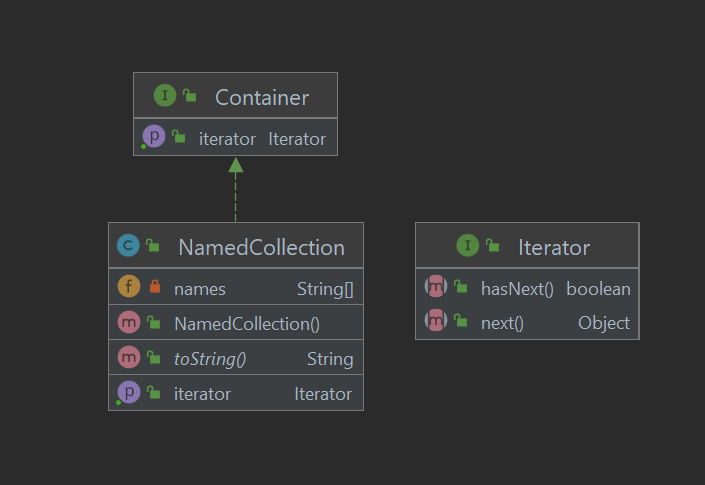 I Container
p iterator Iterator
C NamedCollection
f names String[]
m NamedCollection()
m toString() String
p iterator Iterator
I Iterator
m hasNext() boolean
m next() Object